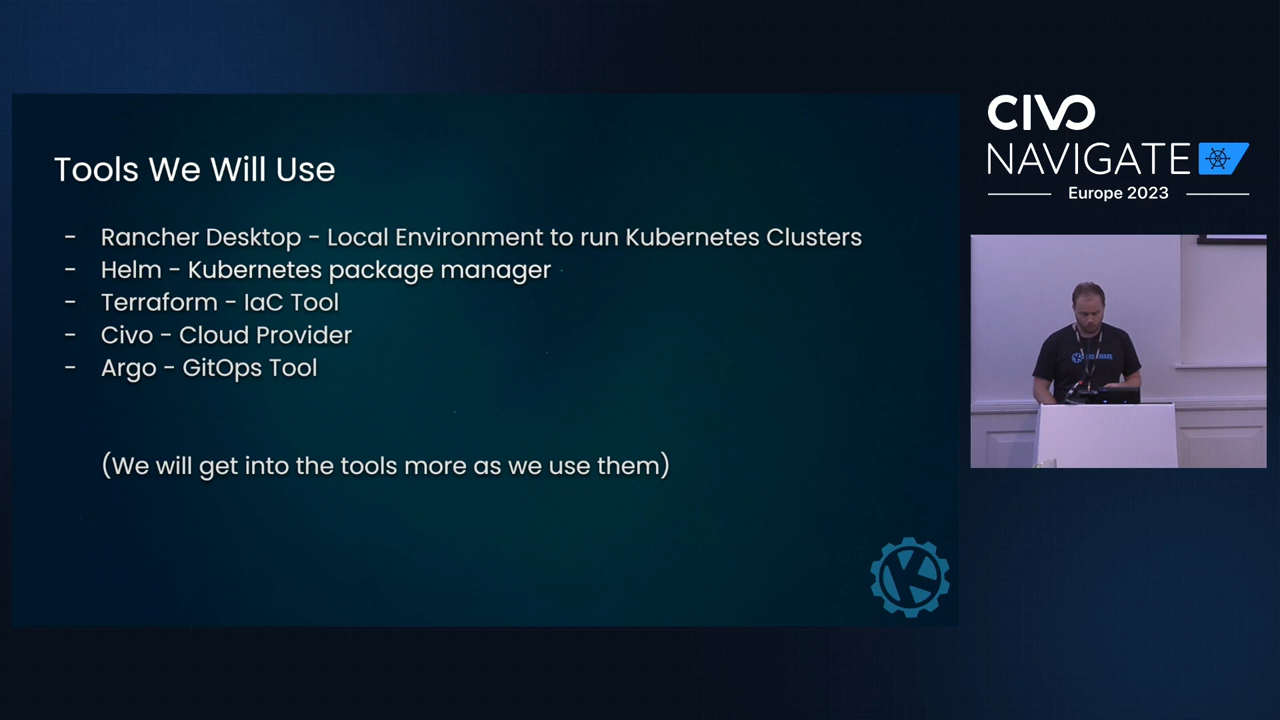 Tools We Will Use
- Rancher Desktop - Local Environment to run Kubernetes Clusters
- Helm - Kubernetes package manager
- Terraform - IaC Tool
- Civo - Cloud Provider
- Argo - GitOps Tool
(We will get into the tools more as we use them)
CIVO
NAVIGATE
Europe 2023